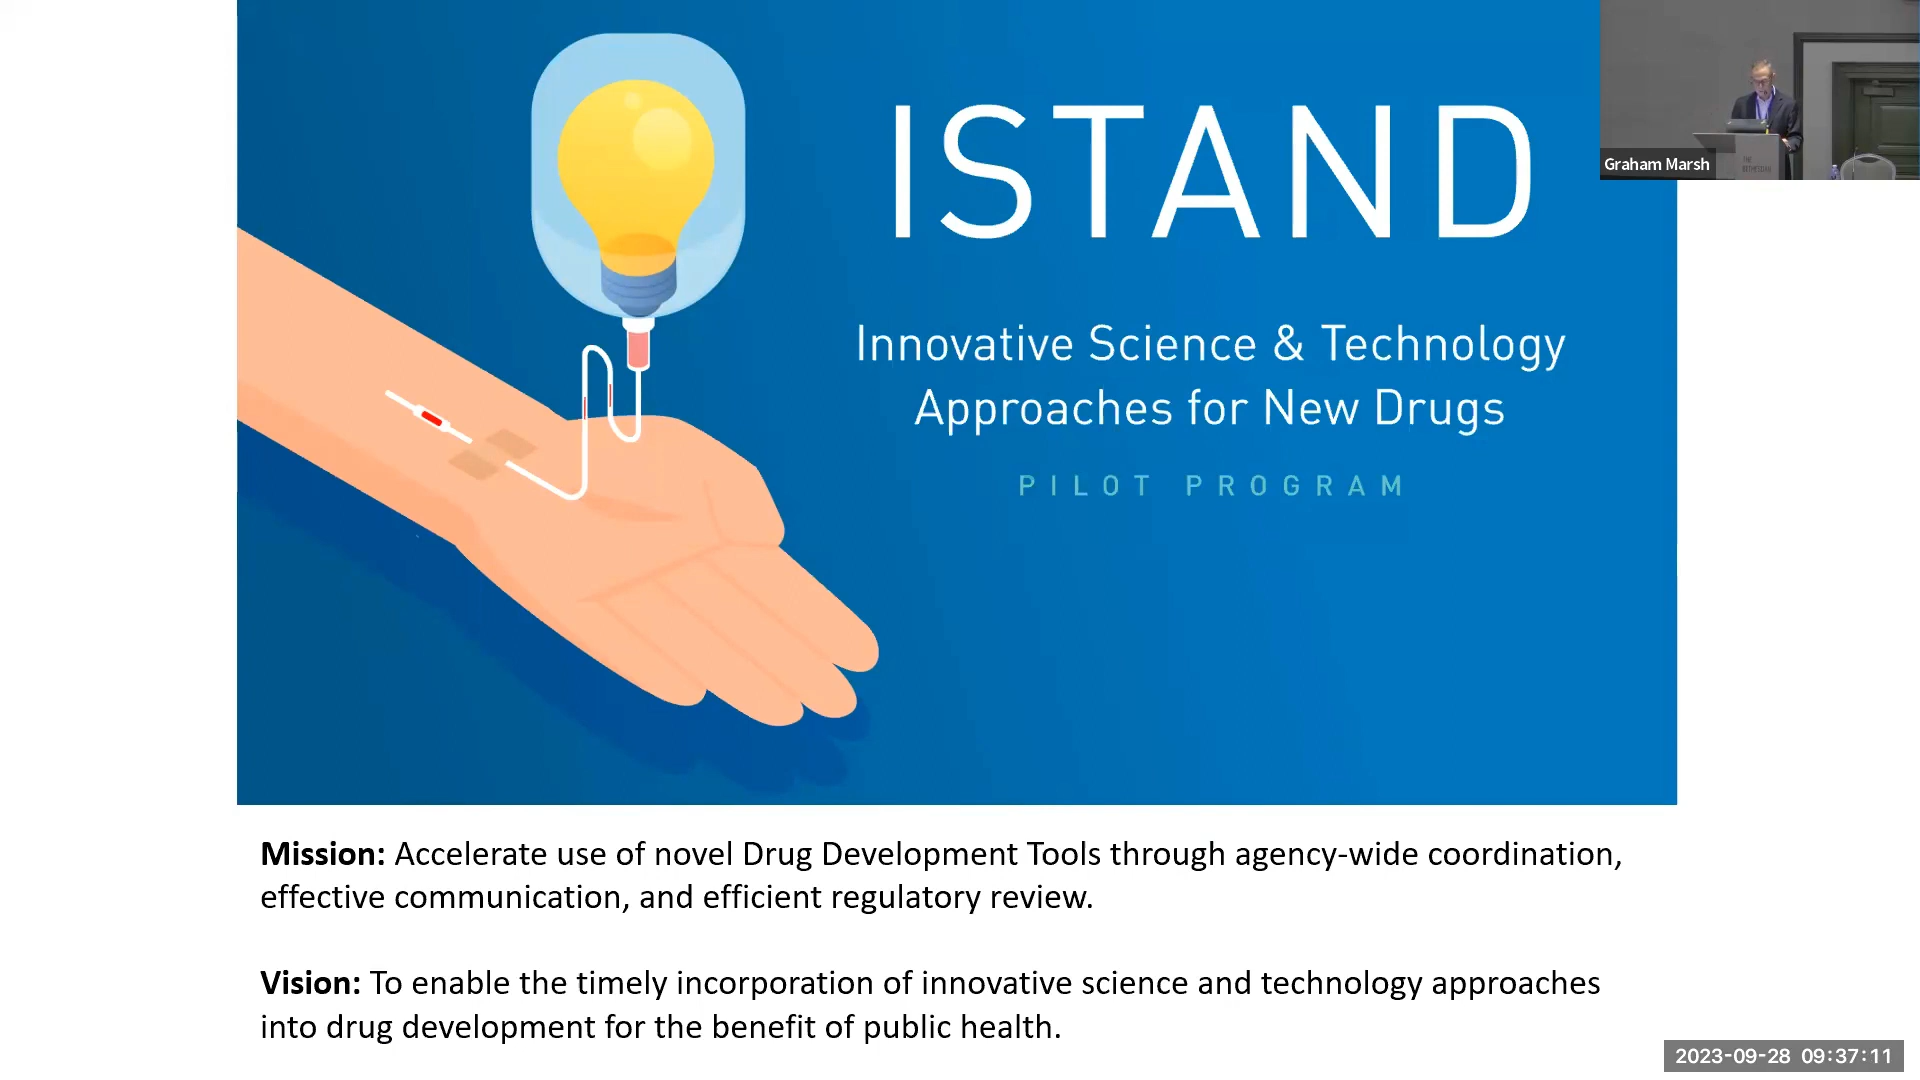 ISTAND
Innovative Science & Technology
Approaches for New Drugs
PILOT PROGRAM
Graham Marsh
Mission: Accelerate use of novel Drug Development Tools through agency-wide coordination,
effective communication, and efficient regulatory review.
Vision: To enable the timely incorporation of innovative science and technology approaches
into drug development for the benefit of public health.
2023-09-28 09:37:11